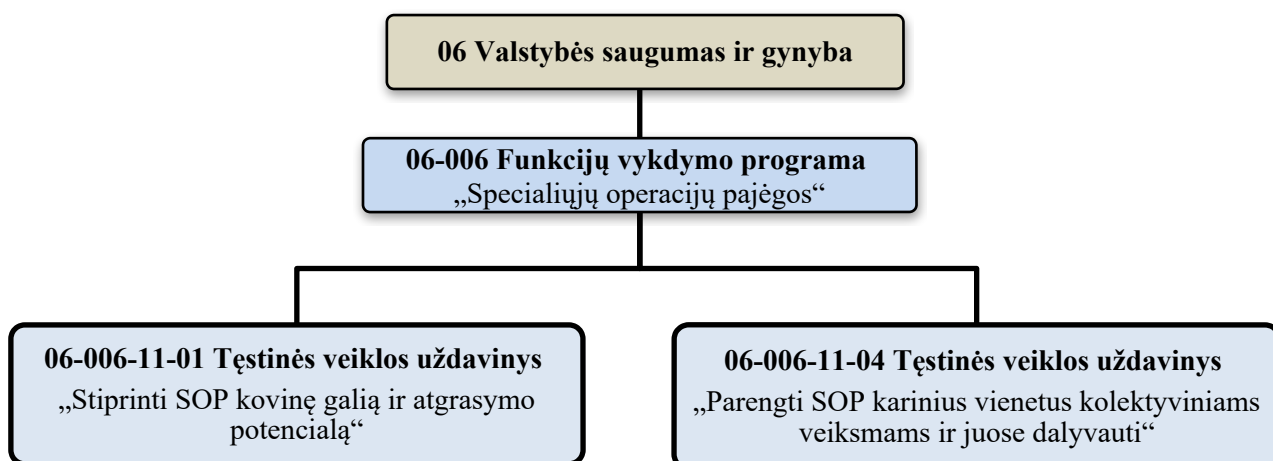 06 Valstybės saugumas ir gynyba
06-006 Funkcijų vykdymo programa
„Specialiųjų operacijų pajėgos“
06-006-11-01 Tęstinės veiklos uždavinys
„Stiprinti SOP kovinę galią ir atgrasymo
potencialą“
06-006-11-04 Tęstinės veiklos uždavinys
„Parengti SOP karinius vienetus kolektyviniams
veiksmams ir juose dalyvauti“